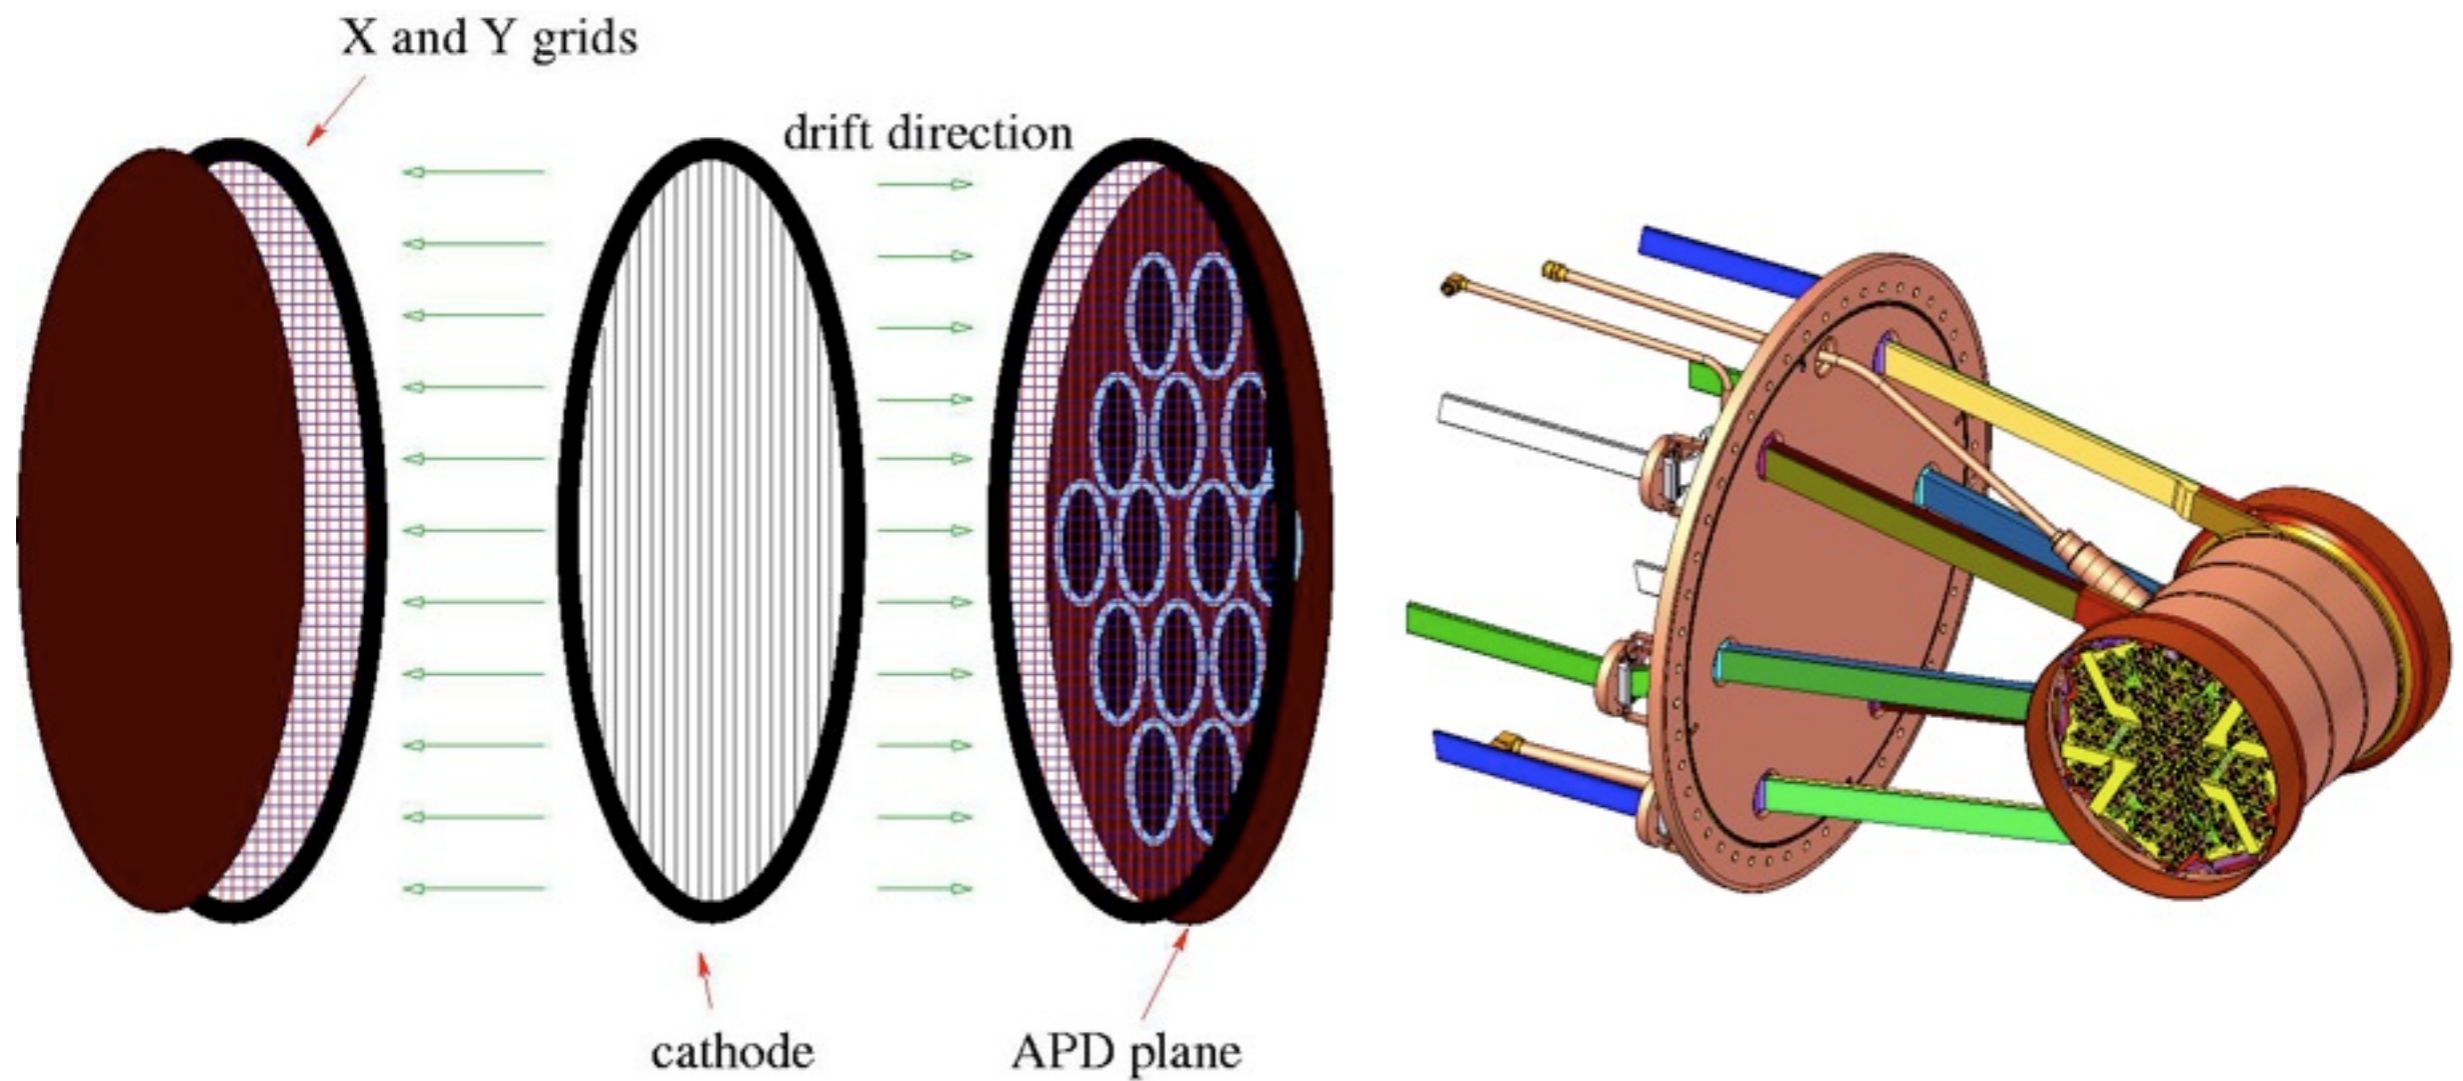 X and Y grids
drift direction
cathode
APD plane